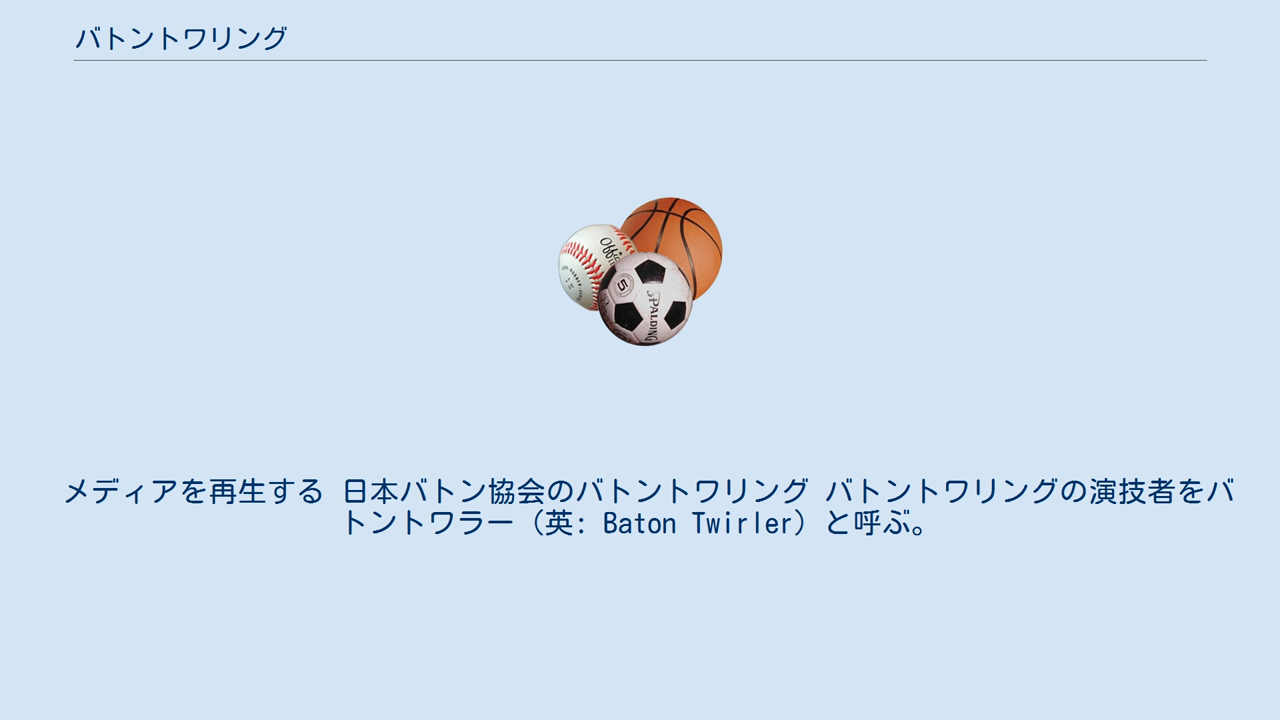 バトントワリング
Offici
5
SPALDING
メディアを再生する 日本バトン協会のバトントワリング バトントワリングの演技者をバ
トントワラー（英: Baton Twirler）と呼ぶ。